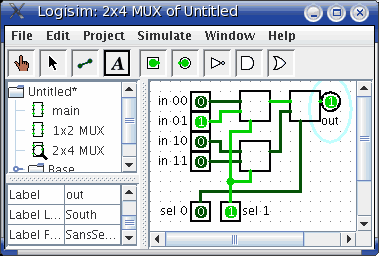 Logisim: 2x4 MUX of Untitled
File Edit Project Simulate Window Help
A
Untitled*
main
1x2 MUX
2x4 MUX
Base
Label out
Label L... South
Label F... SansSe...
in 00 0
in 01 1
in 10 0
in 11 0
1
out
sel 0 0 1 sel 1